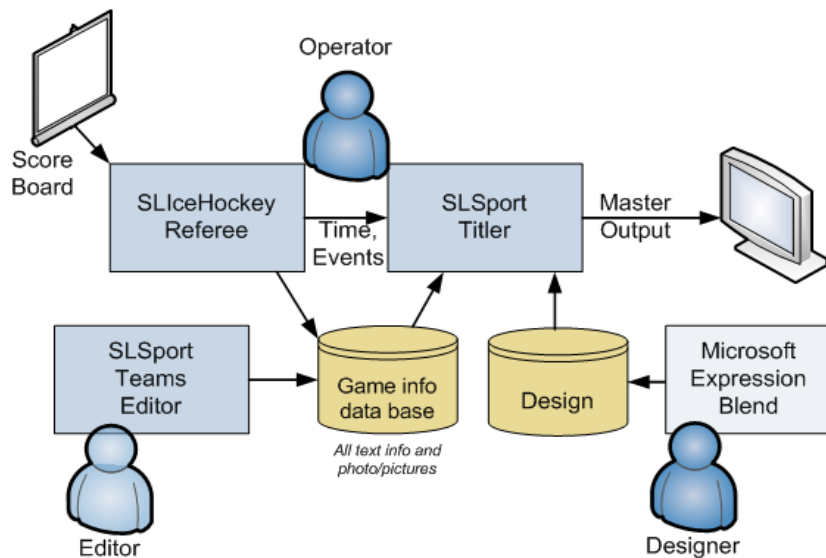 Operator
Score
Board
SLIceHockey
Referee
Time,
Events
SLSport
Titler
Master
Output
SLSport
Teams
Editor
Game info
data base
All text info and
photo/pictures
Design
Microsoft
Expression
Blend
Editor
Designer